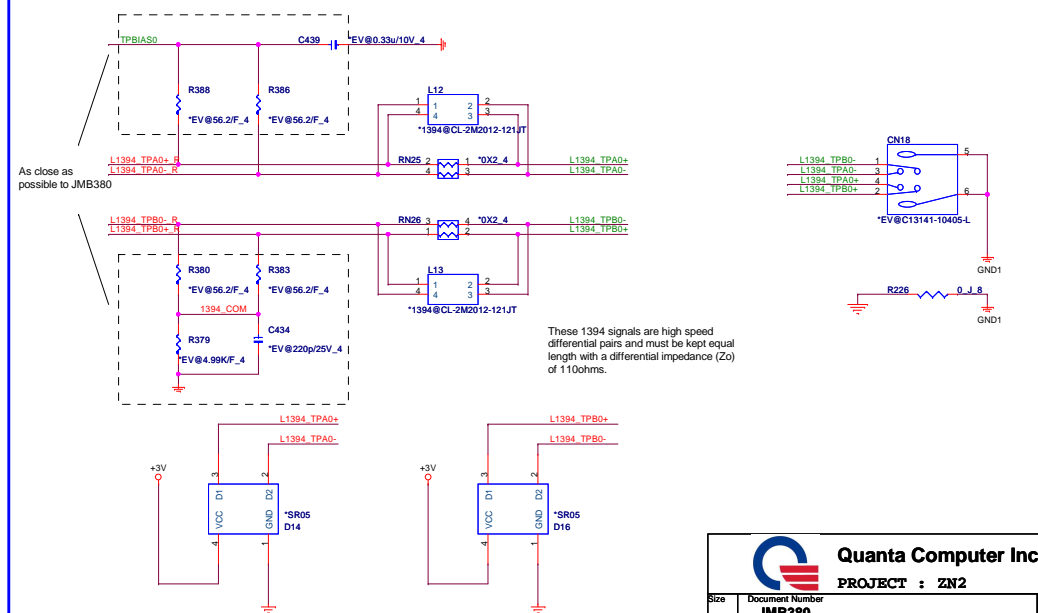 TPBIAS0
C439
*EV@0.33u/10V_4
R388
*EV@56.2/F_4
R386
*EV@56.2/F_4
L12
1 2
4 3
1 2
4 3
*1394@CL-2M2012-121JT
As close as
possible to JMB380
L1394_TPA0+_R
L1394_TPA0-_R
RN25 2 1 *0X2_4
4 3
L1394_TPA0+
L1394_TPA0-
L1394_TPB0-_R
L1394_TPB0+_R
RN26 3 4 *0X2_4
1 2
L1394_TPB0-
L1394_TPB0+
L13
1 2
4 3
1 2
4 3
*1394@CL-2M2012-121JT
R380
*EV@56.2/F_4
R383
*EV@56.2/F_4
1394_COM
R379
*EV@4.99K/F_4
C434
*EV@220p/25V_4
These 1394 signals are high speed
differential pairs and must be kept equal
length with a differential impedance (Zo)
of 110ohms.
CN18
L1394_TPB0- 1
L1394_TPA0- 3
L1394_TPA0+ 4
L1394_TPB0+ 2
5
6
*EV@C13141-10405-L
GND1
R226
0_J_8
GND1
L1394_TPA0+
L1394_TPA0-
+3V
3 2
D1 D2
VCC GND
4 1
*SR05
D14
L1394_TPB0+
L1394_TPB0-
+3V
3 2
D1 D2
VCC GND
4 1
*SR05
D16
Quanta Computer Inc
PROJECT : ZN2
Size
Document Number
JMB380